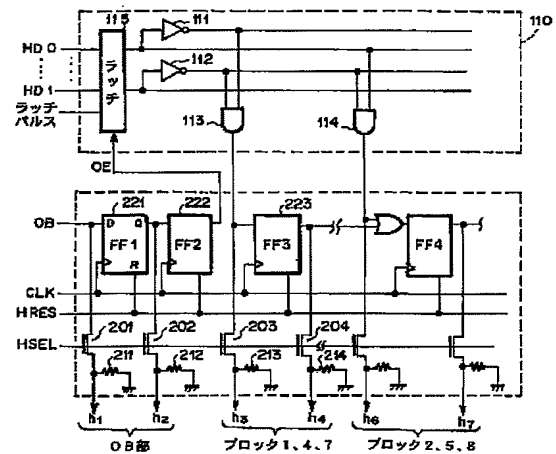 115
111
110
HD 0
ラッチ
112
HD 1
ラッチ
パルス
113
114
OE
221
222
223
OB
D
Q
R
FF1
FF2
FF3
FF4
CLK
HRES
201
202
203
204
HSEL
211
212
213
214
h1
h2
h3
h4
h6
h7
OB部
ブロック1、4、7
ブロック2、5、8